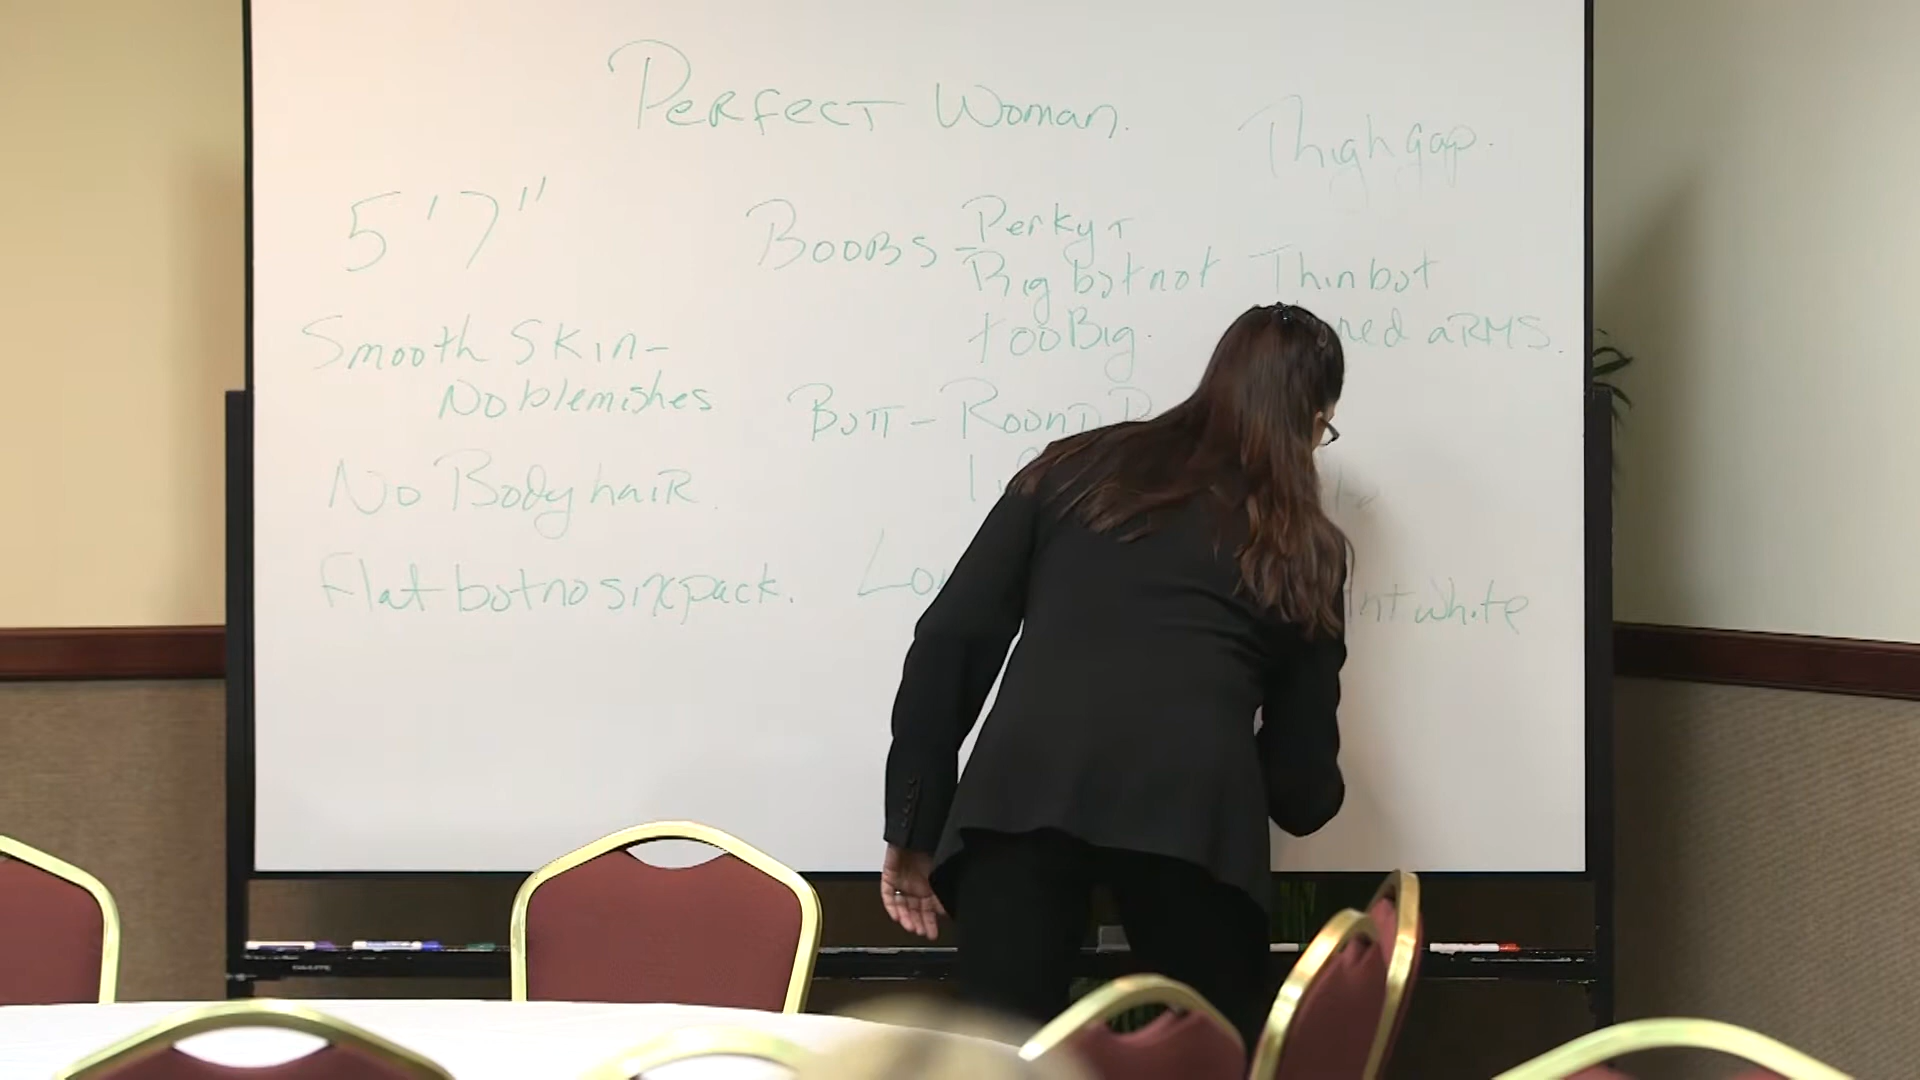 Perfect Woman.
Thigh gap.
5'7"
Boobs - Perky +
Big but not
too Big.
Thin but
aRMS.
Smooth Skin -
No blemishes
Butt - Round
No Body hair.
Flat but no six pack.
white